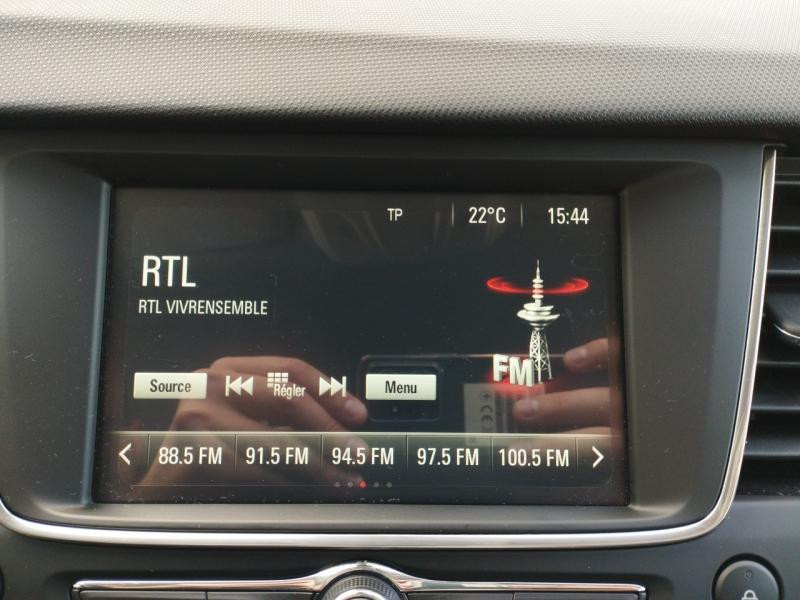 TP 22°C 15:44
RTL
RTL VIVRENSEMBLE
FM
Source Régler Menu
88.5 FM 91.5 FM 94.5 FM 97.5 FM 100.5 FM